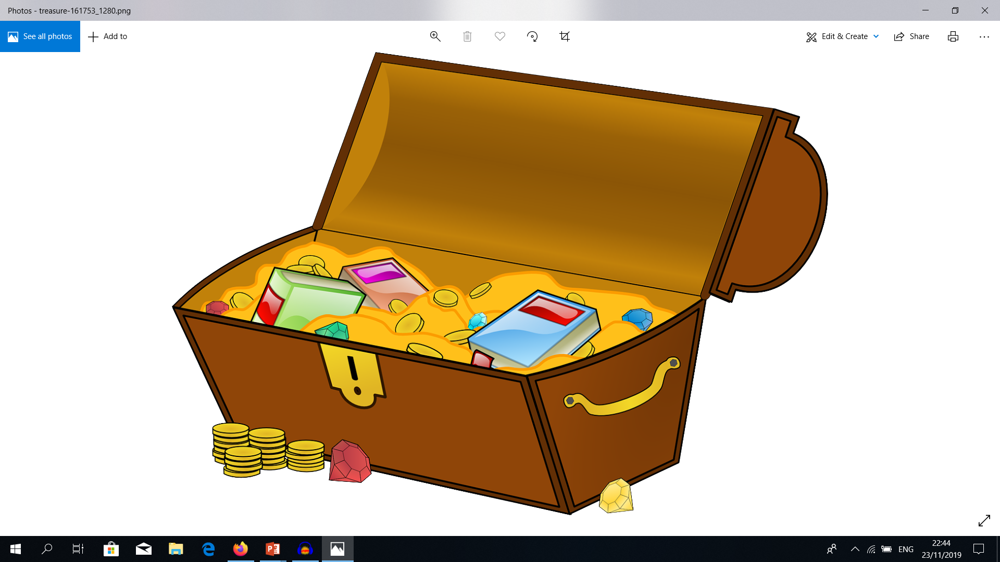 Photos - treasure-161753_1280.png
See all photos
Add to
Edit & Create
Share
ENG
22:44
23/11/2019